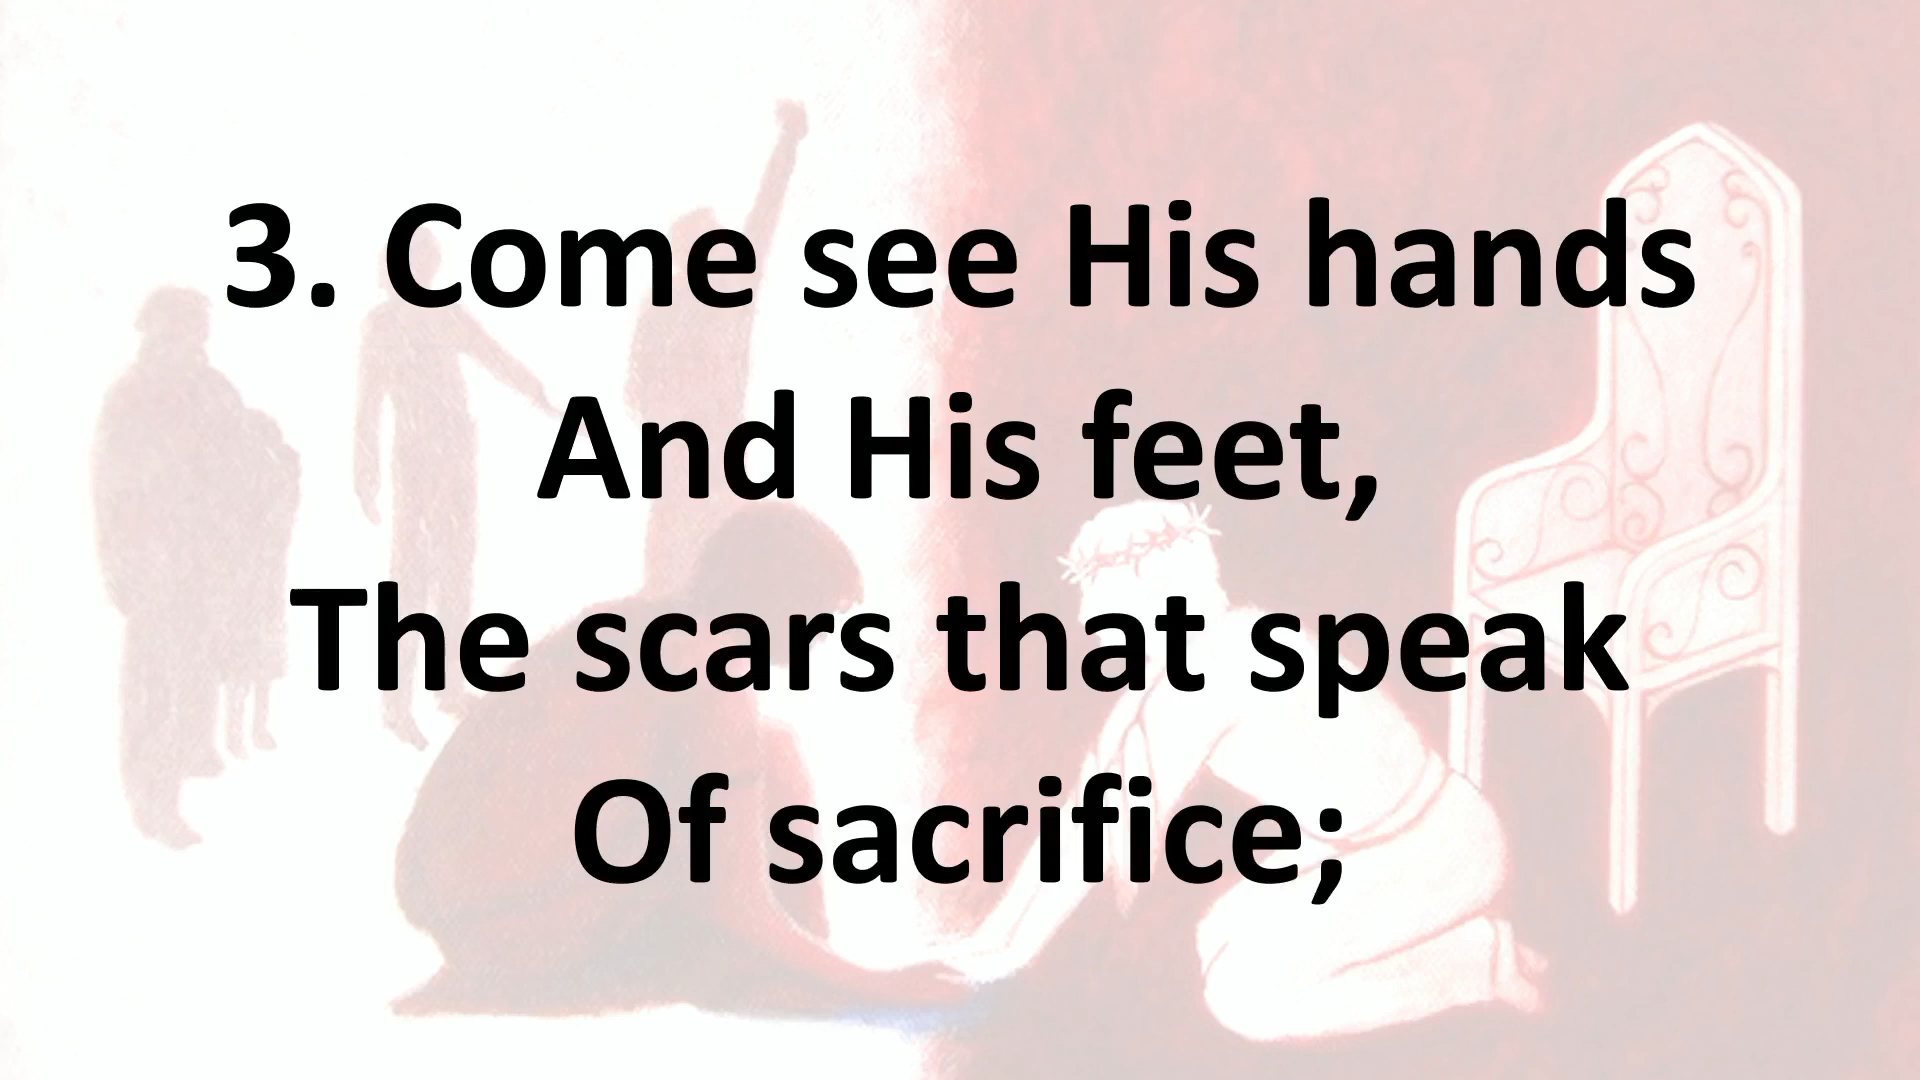 3. Come see His hands
And His feet,
The scars that speak
Of sacrifice;